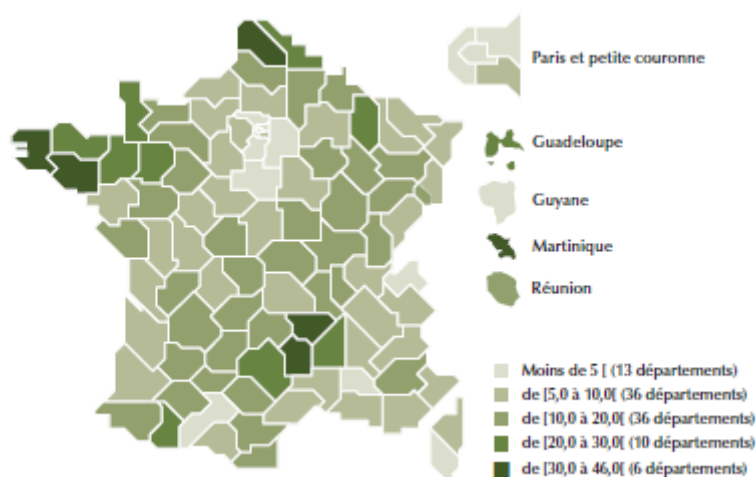 Paris et petite couronne
Guadeloupe
Guyane
Martinique
Réunion
Moins de 5 [ (13 départements)
de [5,0 à 10,0[ (36 départements)
de [10,0 à 20,0[ (36 départements)
de [20,0 à 30,0[ (10 départements)
de [30,0 à 46,0[ (6 départements)